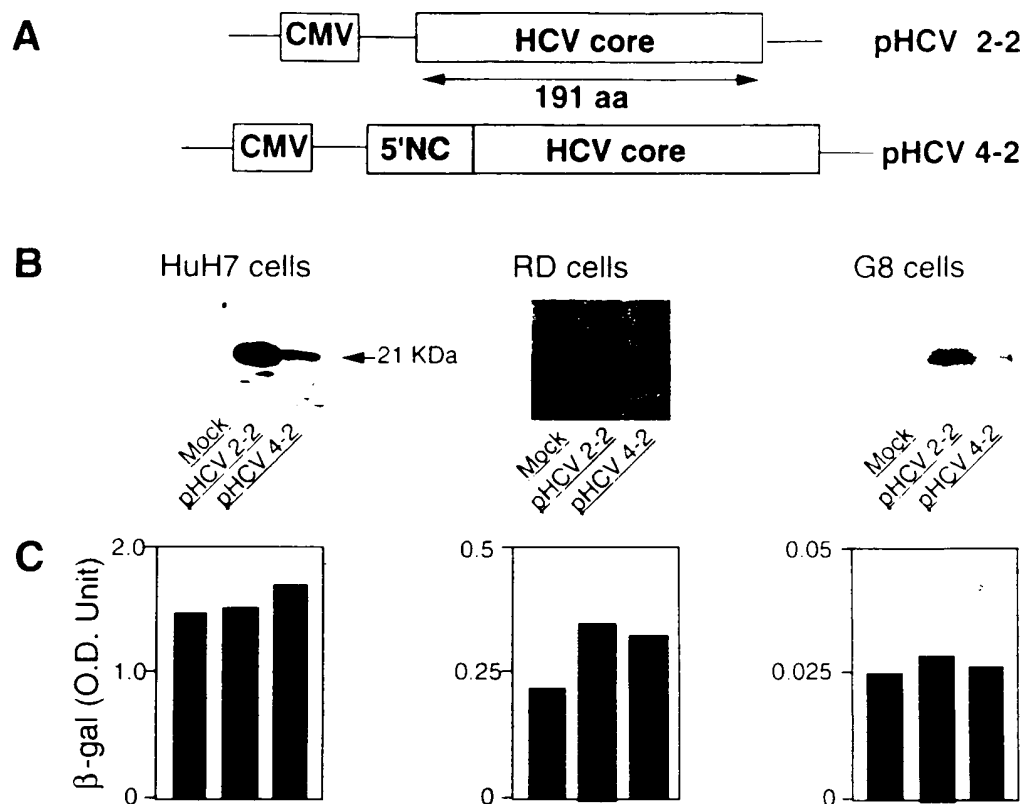 A
CMV HCV core pHCV 2-2
191 aa
CMV 5'NC HCV core pHCV 4-2
B
HuH7 cells RD cells G8 cells
21 KDa
Mock pHCV 2-2 pHCV 4-2 Mock pHCV 2-2 pHCV 4-2 Mock pHCV 2-2 pHCV 4-2
C
β-gal (O.D. Unit)
2.0 0.5 0.05
1.0 0.25 0.025
0 0 0